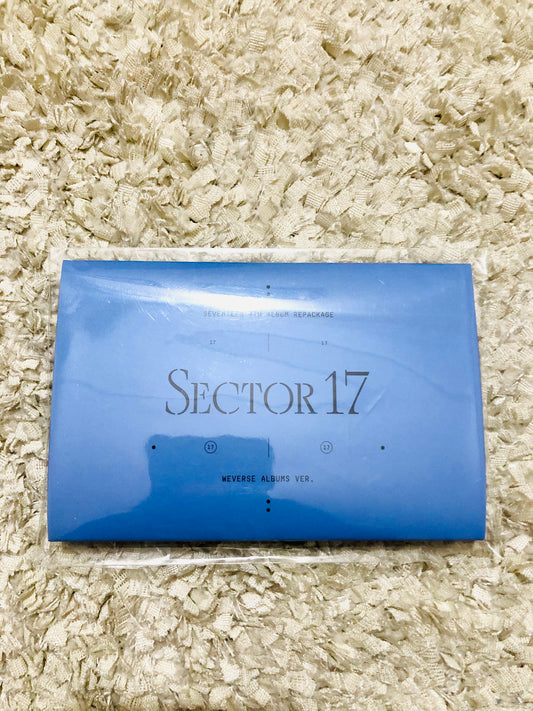 SEVENTEEN 4TH ALBUM REPACKAGE
17 17
SECTOR 17
17 17
WEVERSE ALBUMS VER.